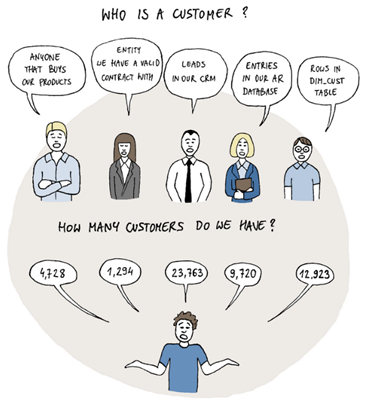 WHO IS A CUSTOMER ?
ANYONE
THAT BUYS
OUR PRODUCTS
ENTITY
WE HAVE A VALID
CONTRACT WITH
LEADS
IN OUR CRM
ENTRIES
IN OUR AR
DATABASE
ROWS IN
DIM_CUST
TABLE
HOW MANY CUSTOMERS DO WE HAVE ?
4,728
1,294
23,763
9,720
12,923